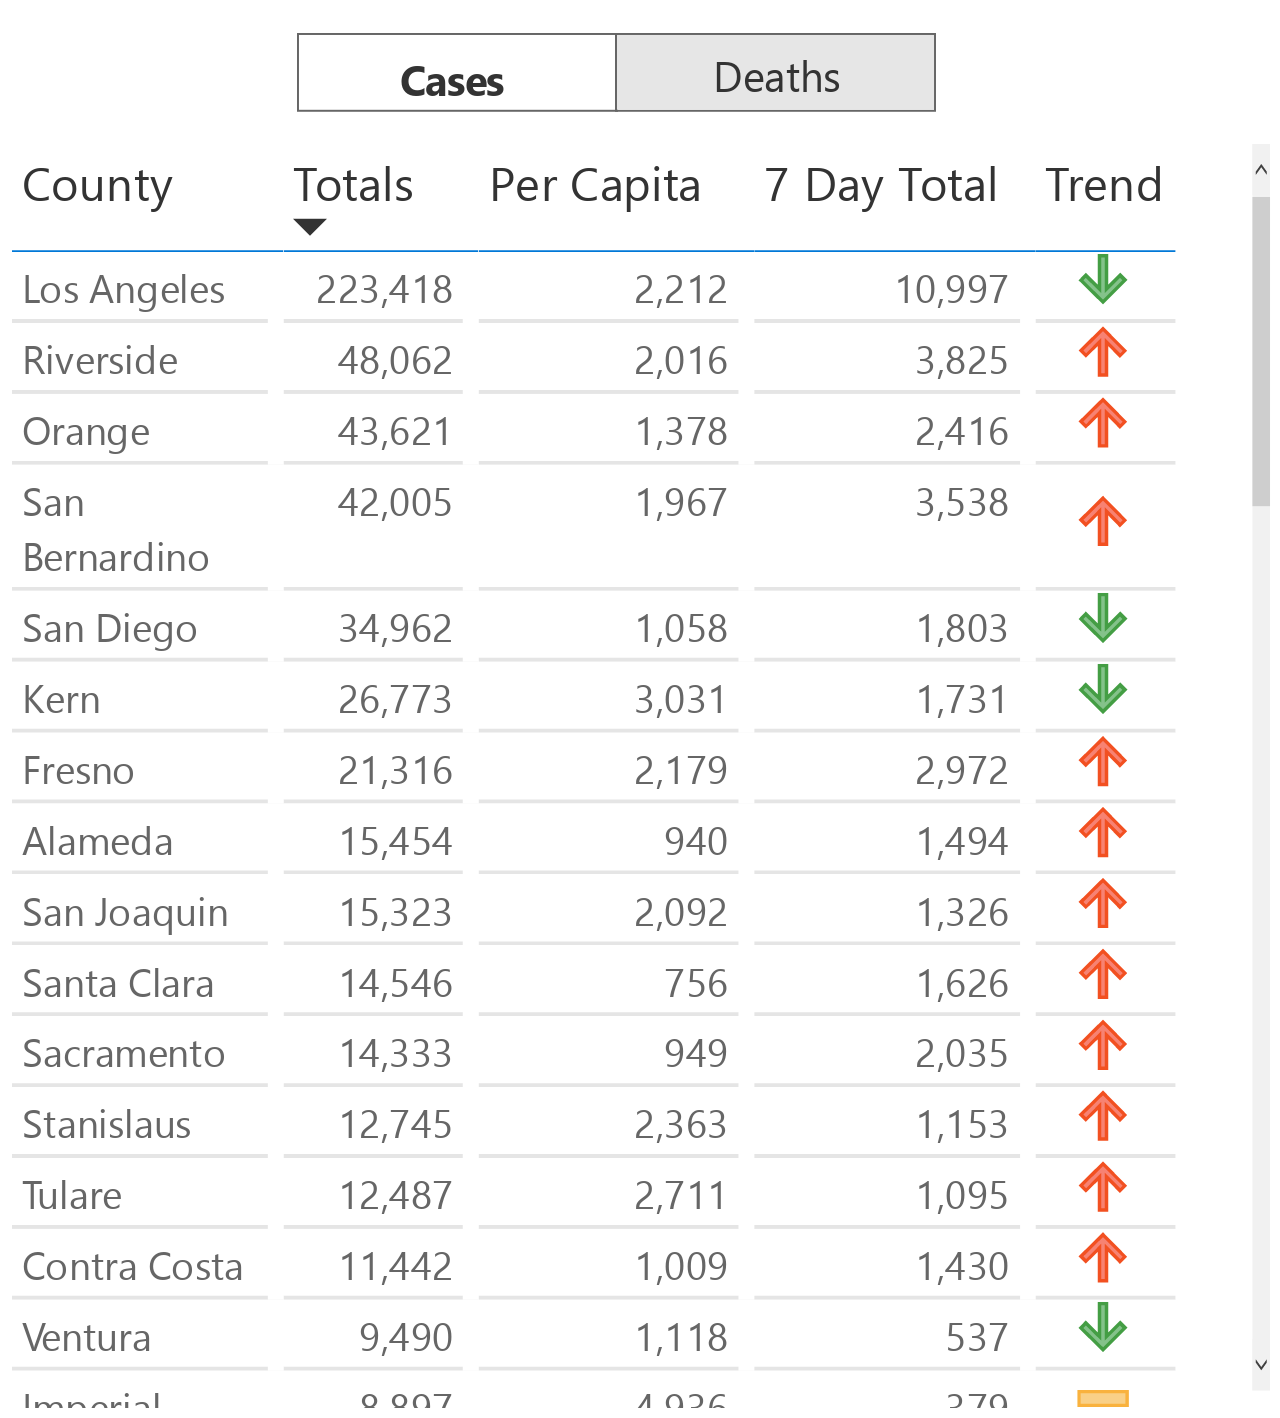 Cases Deaths
County Totals Per Capita 7 Day Total Trend
Los Angeles 223,418 2,212 10,997
Riverside 48,062 2,016 3,825
Orange 43,621 1,378 2,416
San 42,005 1,967 3,538
Bernardino
San Diego 34,962 1,058 1,803
Kern 26,773 3,031 1,731
Fresno 21,316 2,179 2,972
Alameda 15,454 940 1,494
San Joaquin 15,323 2,092 1,326
Santa Clara 14,546 756 1,626
Sacramento 14,333 949 2,035
Stanislaus 12,745 2,363 1,153
Tulare 12,487 2,711 1,095
Contra Costa 11,442 1,009 1,430
Ventura 9,490 1,118 537
Imperial 8,897 4,936 379